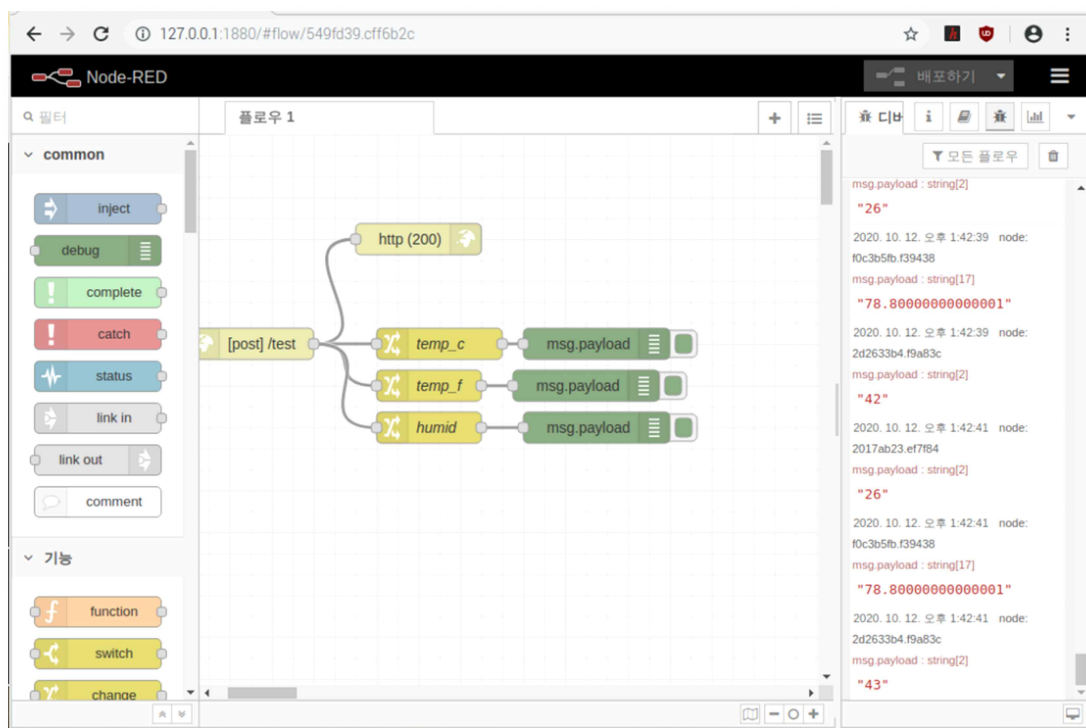 127.0.0.1:1880/#flow/549fd39.cff6b2c
Node-RED
배포하기
필터
플로우 1
디버
모든 플로우
common
inject
debug
complete
catch
status
link in
link out
comment
기능
function
switch
change
http (200)
[post] /test
temp_c
msg.payload
temp_f
msg.payload
humid
msg.payload
msg.payload : string[2]
"26"
2020. 10. 12. 오후 1:42:39 node:
f0c3b5fb.f39438
msg.payload : string[17]
"78.80000000000001"
2020. 10. 12. 오후 1:42:39 node:
2d2633b4.f9a83c
msg.payload : string[2]
"42"
2020. 10. 12. 오후 1:42:41 node:
2017ab23.ef7f84
msg.payload : string[2]
"26"
2020. 10. 12. 오후 1:42:41 node:
f0c3b5fb.f39438
msg.payload : string[17]
"78.80000000000001"
2020. 10. 12. 오후 1:42:41 node:
2d2633b4.f9a83c
msg.payload : string[2]
"43"